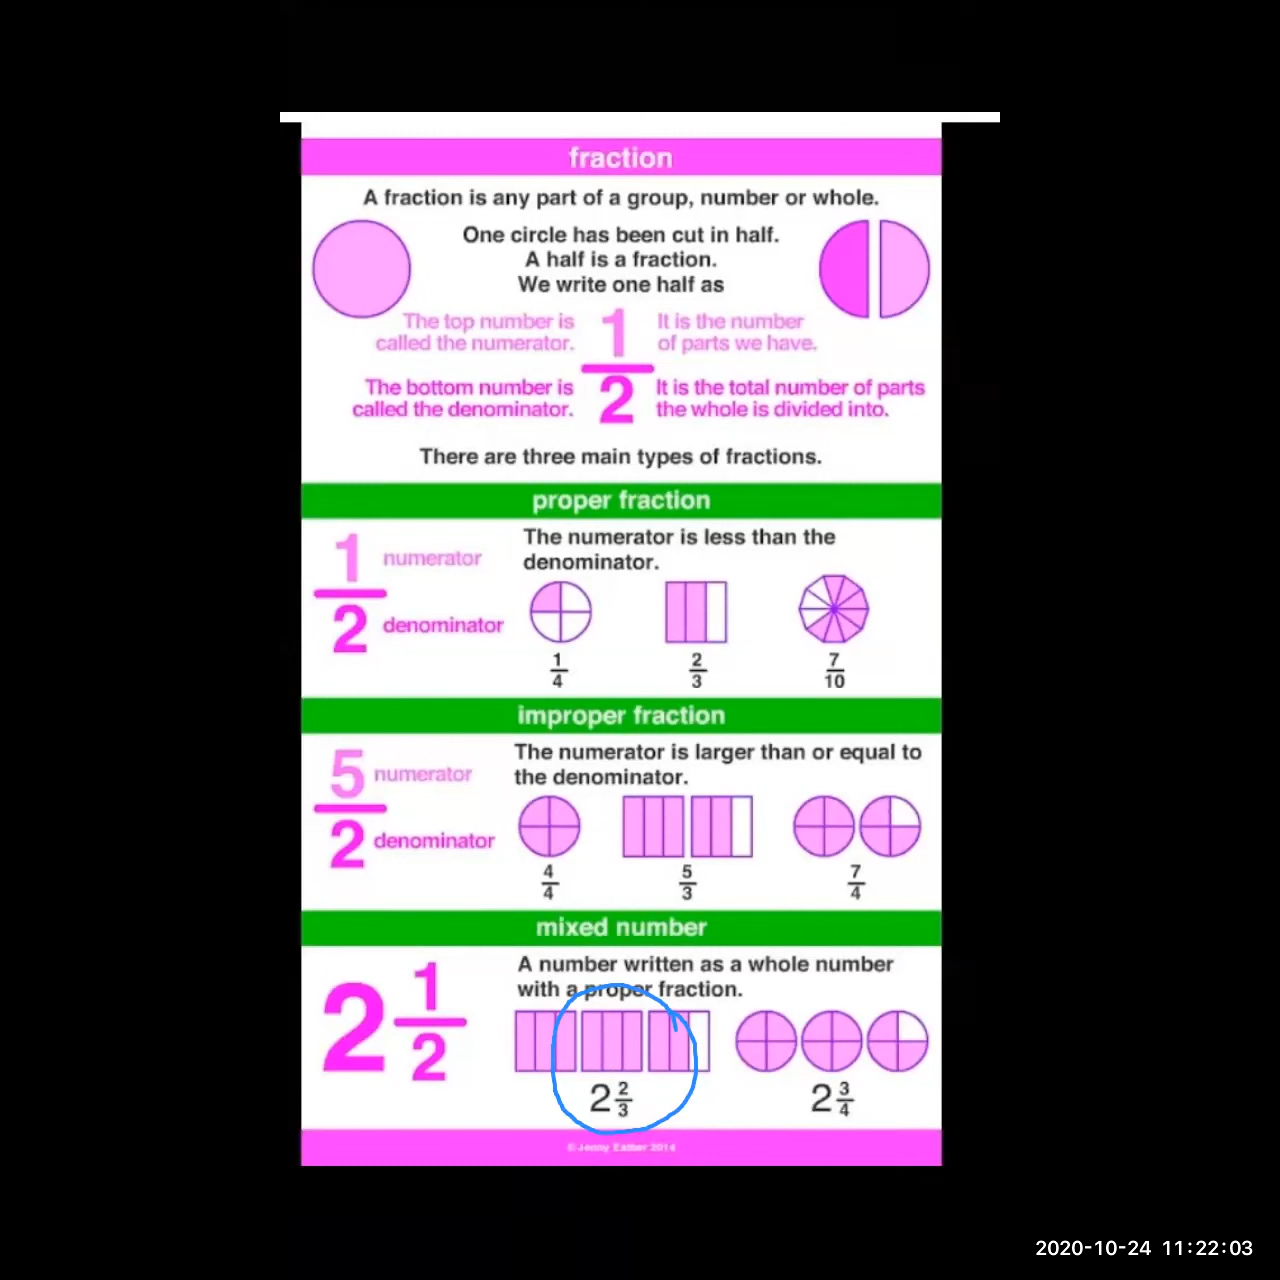 fraction
A fraction is any part of a group, number or whole.
One circle has been cut in half.
A half is a fraction.
We write one half as
The top number is
called the numerator.
1
2
It is the number
of parts we have.
The bottom number is
called the denominator.
It is the total number of parts
the whole is divided into.
There are three main types of fractions.
proper fraction
1
2
numerator
denominator
The numerator is less than the
denominator.
1
4
2
3
7
10
improper fraction
5
2
numerator
denominator
The numerator is larger than or equal to
the denominator.
4
4
5
3
7
4
mixed number
2 1
2
A number written as a whole number
with a proper fraction.
2 2
3
2 3
4
© Jenny Eather 2014
2020-10-24 11:22:03